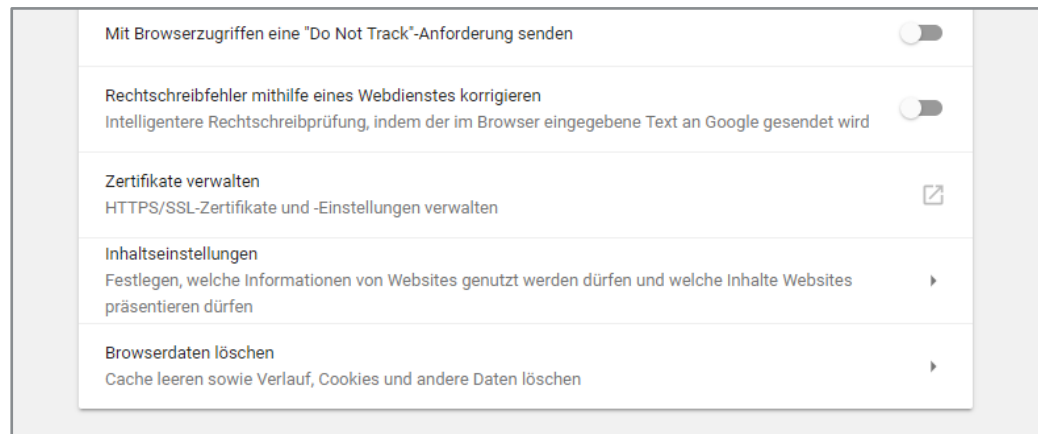 Mit Browserzugriffen eine "Do Not Track"-Anforderung senden
Rechtschreibfehler mithilfe eines Webdienstes korrigieren
Intelligentere Rechtschreibprüfung, indem der im Browser eingegebene Text an Google gesendet wird
Zertifikate verwalten
HTTPS/SSL-Zertifikate und -Einstellungen verwalten
Inhaltseinstellungen
Festlegen, welche Informationen von Websites genutzt werden dürfen und welche Inhalte Websites
präsentieren dürfen
Browserdaten löschen
Cache leeren sowie Verlauf, Cookies und andere Daten löschen